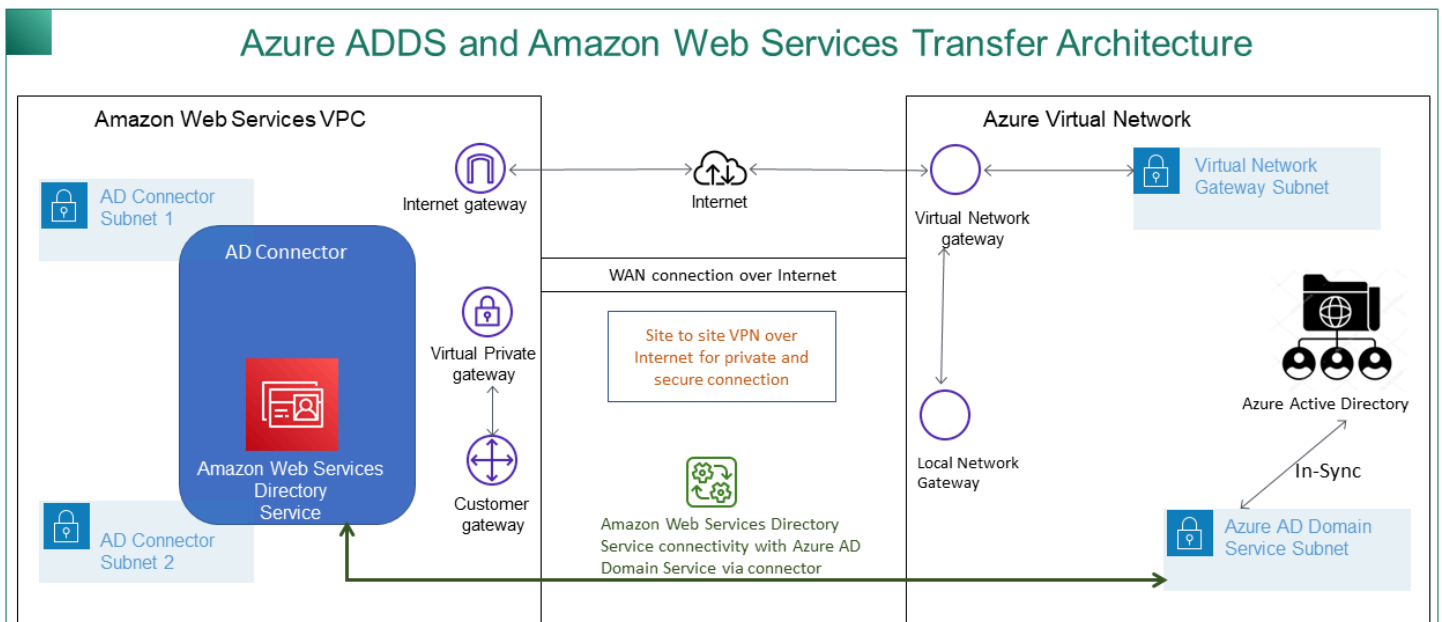 Azure ADDS and Amazon Web Services Transfer Architecture
Amazon Web Services VPC
AD Connector
Subnet 1
AD Connector
Internet gateway
Virtual Private
gateway
Amazon Web Services
Directory
Service
Customer
gateway
AD Connector
Subnet 2
Internet
WAN connection over Internet
Site to site VPN over
Internet for private and
secure connection
Amazon Web Services Directory
Service connectivity with Azure AD
Domain Service via connector
Azure Virtual Network
Virtual Network
gateway
Virtual Network
Gateway Subnet
Local Network
Gateway
Azure Active Directory
In-Sync
Azure AD Domain
Service Subnet